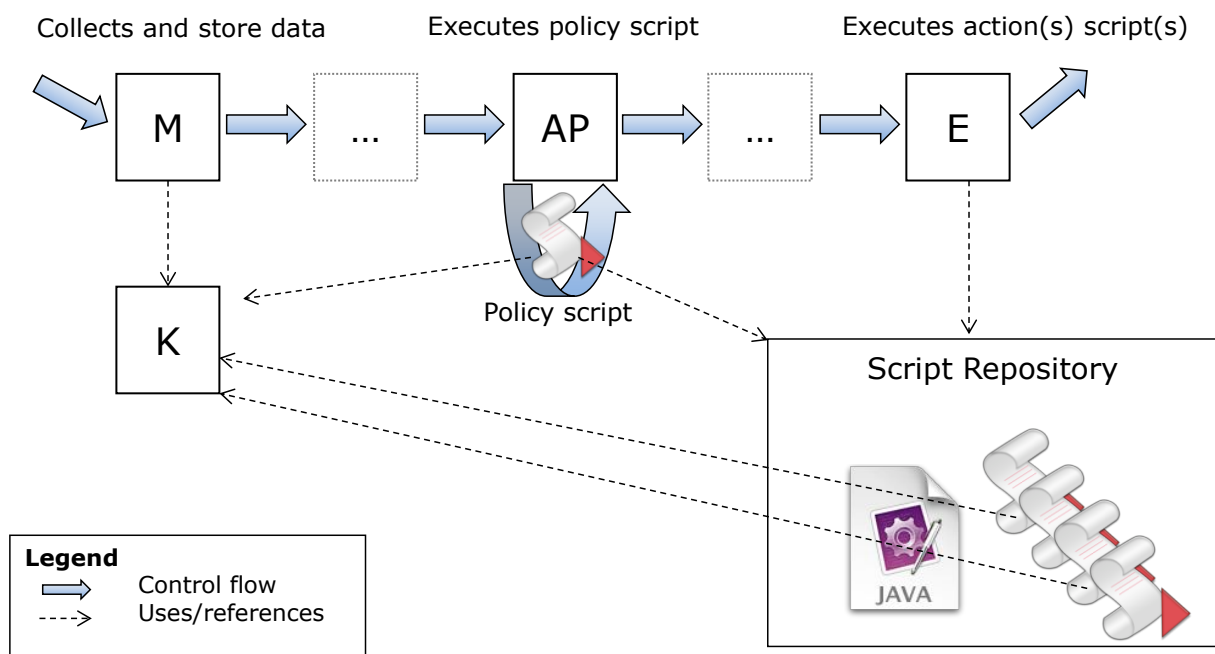 Collects and store data
Executes policy script
Executes action(s) script(s)
M
...
AP
...
E
Policy script
K
Script Repository
JAVA
Legend
Control flow
Uses/references